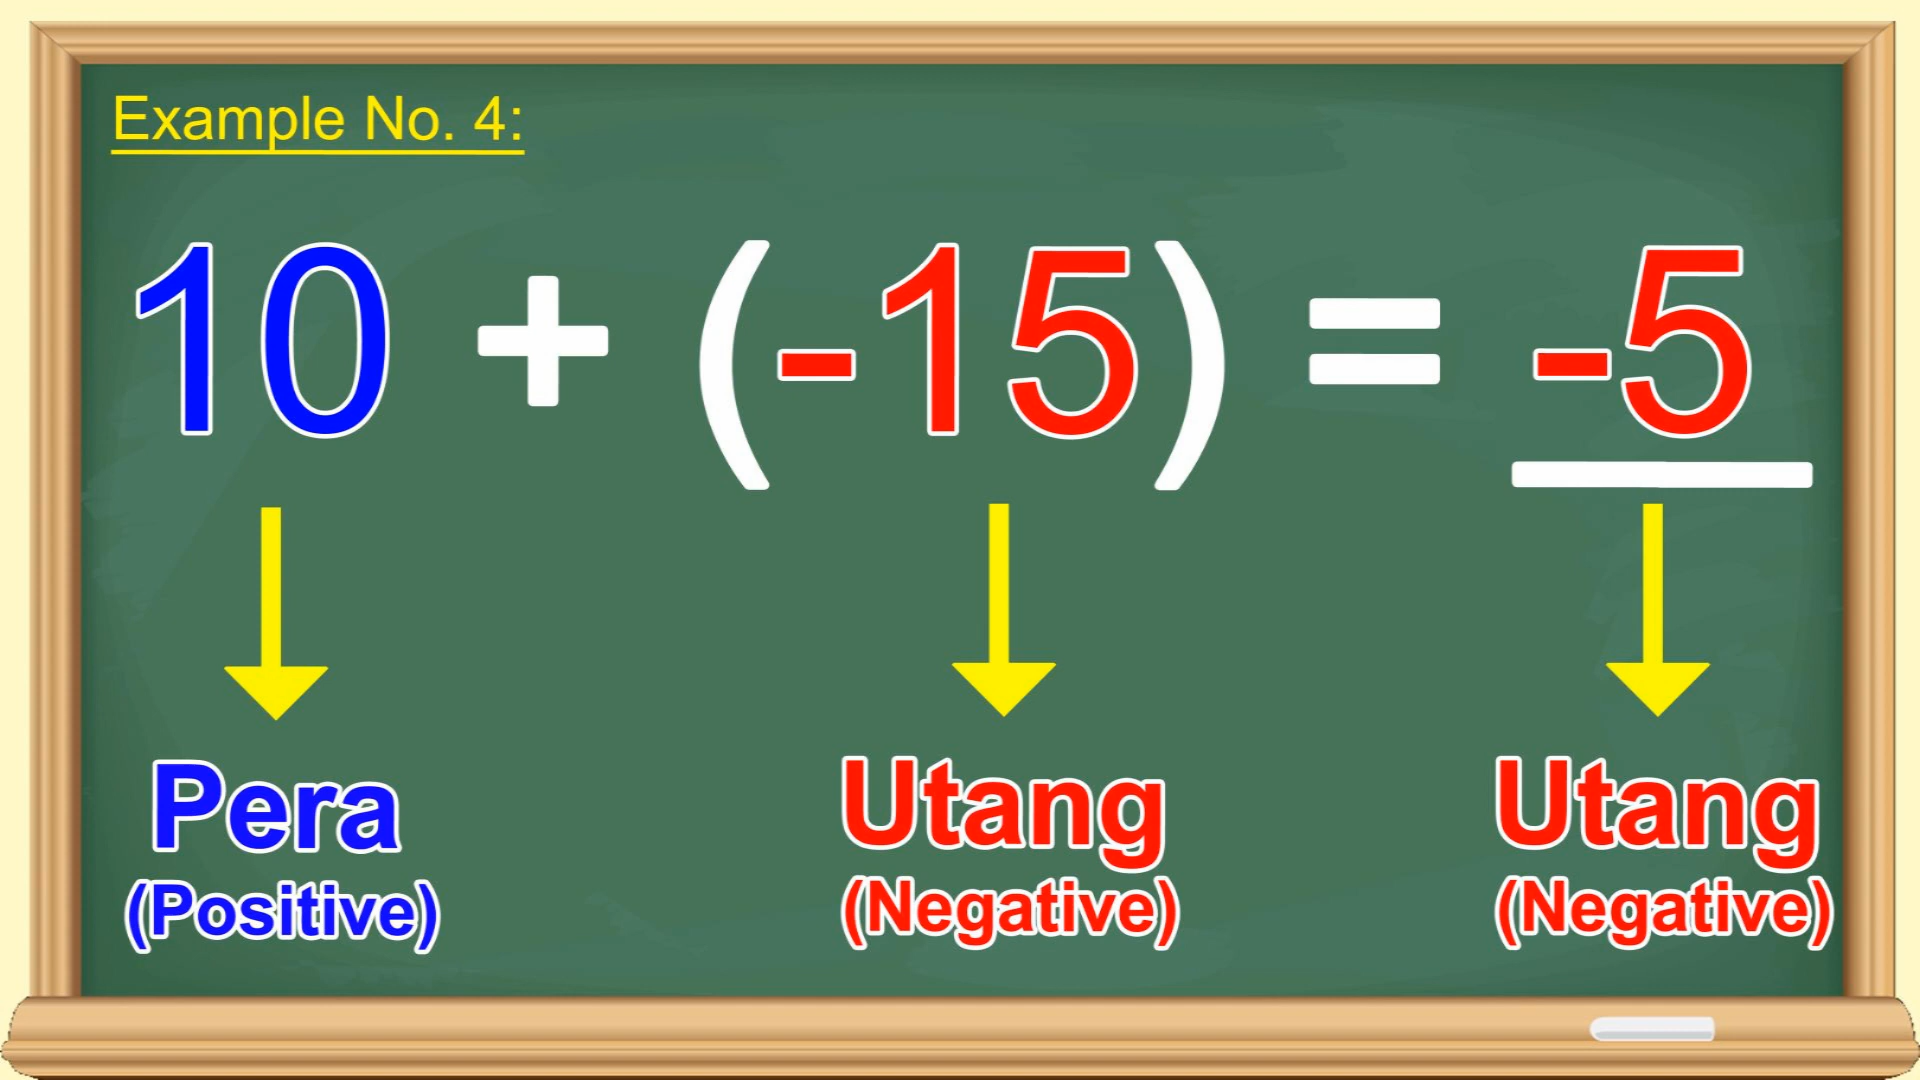 Example No. 4:
10 + (-15) = -5
Pera Utang Utang
(Positive) (Negative) (Negative)